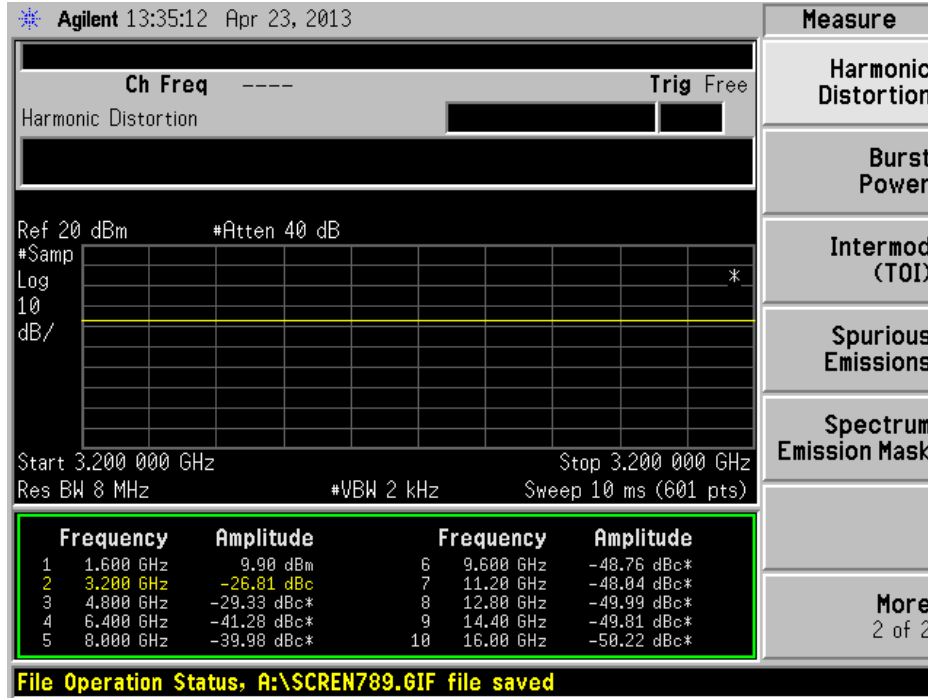 Agilent 13:35:12 Apr 23, 2013
Measure
Ch Freq ---- Trig Free
Harmonic Distortion
Ref 20 dBm #Atten 40 dB
#Samp
Log
10
dB/
*
Start 3.200 000 GHz Stop 3.200 000 GHz
Res BW 8 MHz #VBW 2 kHz Sweep 10 ms (601 pts)
Frequency Amplitude Frequency Amplitude
1 1.600 GHz 9.90 dBm 6 9.600 GHz -48.76 dBc*
2 3.200 GHz -26.81 dBc 7 11.20 GHz -48.04 dBc*
3 4.800 GHz -29.33 dBc* 8 12.80 GHz -49.99 dBc*
4 6.400 GHz -41.28 dBc* 9 14.40 GHz -49.81 dBc*
5 8.000 GHz -39.98 dBc* 10 16.00 GHz -50.22 dBc*
Harmonic
Distortion
Burst
Power
Intermod
(TOI)
Spurious
Emissions
Spectrum
Emission Mask
More
2 of 2
File Operation Status, A:\SCREN789.GIF file saved